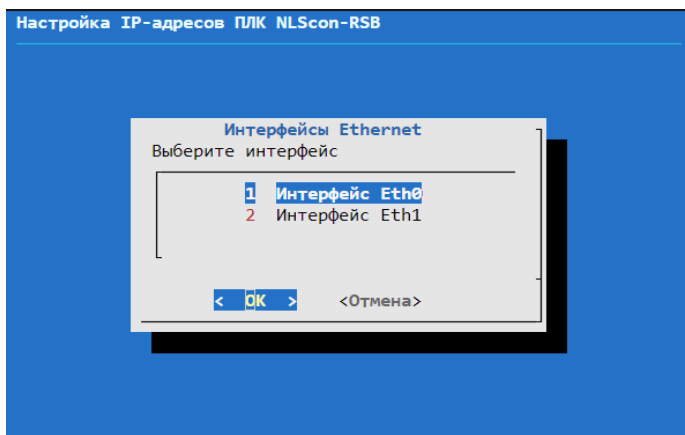 Настройка IP-адресов ПЛК NLScon-RSB
Интерфейсы Ethernet
Выберите интерфейс
1 Интерфейс Eth0
2 Интерфейс Eth1
< OK > <Отмена>